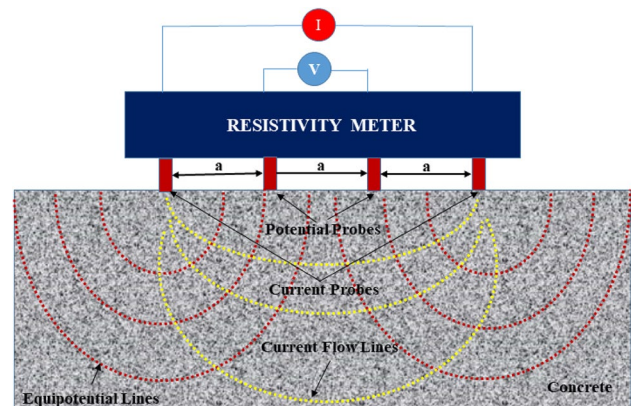 I
V
RESISTIVITY METER
a
a
a
Potential Probes
Current Probes
Current Flow Lines
Equipotential Lines
Concrete